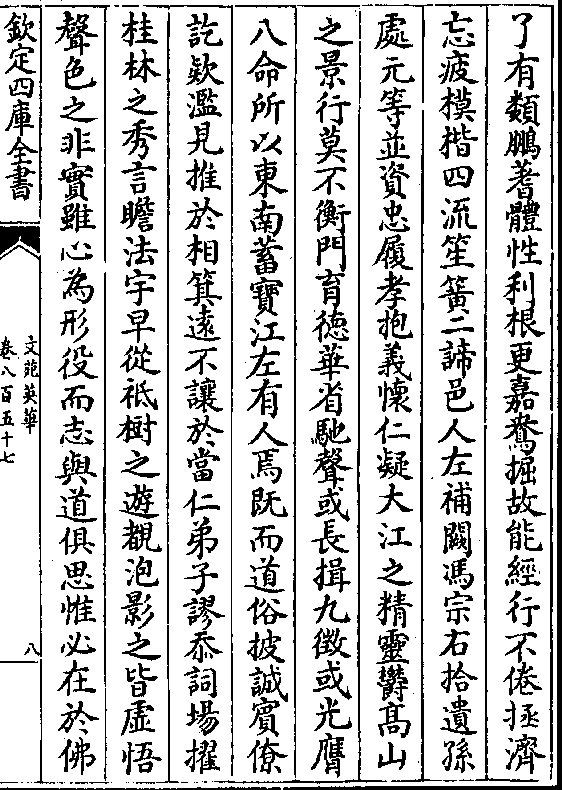 了有類鵬蓍體性利根更嘉鴦掘故能經行不倦拯濟
忘疲模楷四流笙簧二諦邑人左補闕馮宗右拾遺孫
處元等並資忠履孝抱義懷仁凝大江之精靈欝髙山
之景行莫不衡門育德華省馳聲或長揖九徵或光膺
八命所以東南蓄寶江左有人焉既而道俗披誠賓僚
訖欵濫見推於相箕遠不讓於當仁弟子謬忝詞場擢
桂林之秀言瞻法宇早從祗樹之遊覩泡影之皆虛悟
聲色之非實雖心為形役而志與道俱思惟必在於佛
欽定四庫全書
文苑英華
卷八百五十七
八